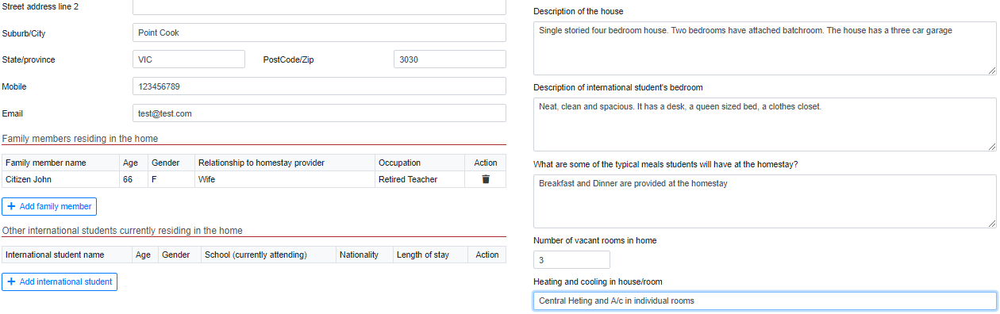 Street address line 2
Suburb/City Point Cook
State/province VIC PostCode/Zip 3030
Mobile 123456789
Email test@test.com
Family members residing in the home
Family member name Age Gender Relationship to homestay provider Occupation Action
Citizen John 66 F Wife Retired Teacher
+ Add family member
Other international students currently residing in the home
International student name Age Gender School (currently attending) Nationality Length of stay Action
+ Add international student
Description of the house
Single storied four bedroom house. Two bedrooms have attached batchroom. The house has a three car garage
Description of international student's bedroom
Neat, clean and spacious. It has a desk, a queen sized bed, a clothes closet.
What are some of the typical meals students will have at the homestay?
Breakfast and Dinner are provided at the homestay
Number of vacant rooms in home
3
Heating and cooling in house/room
Central Heting and A/c in individual rooms